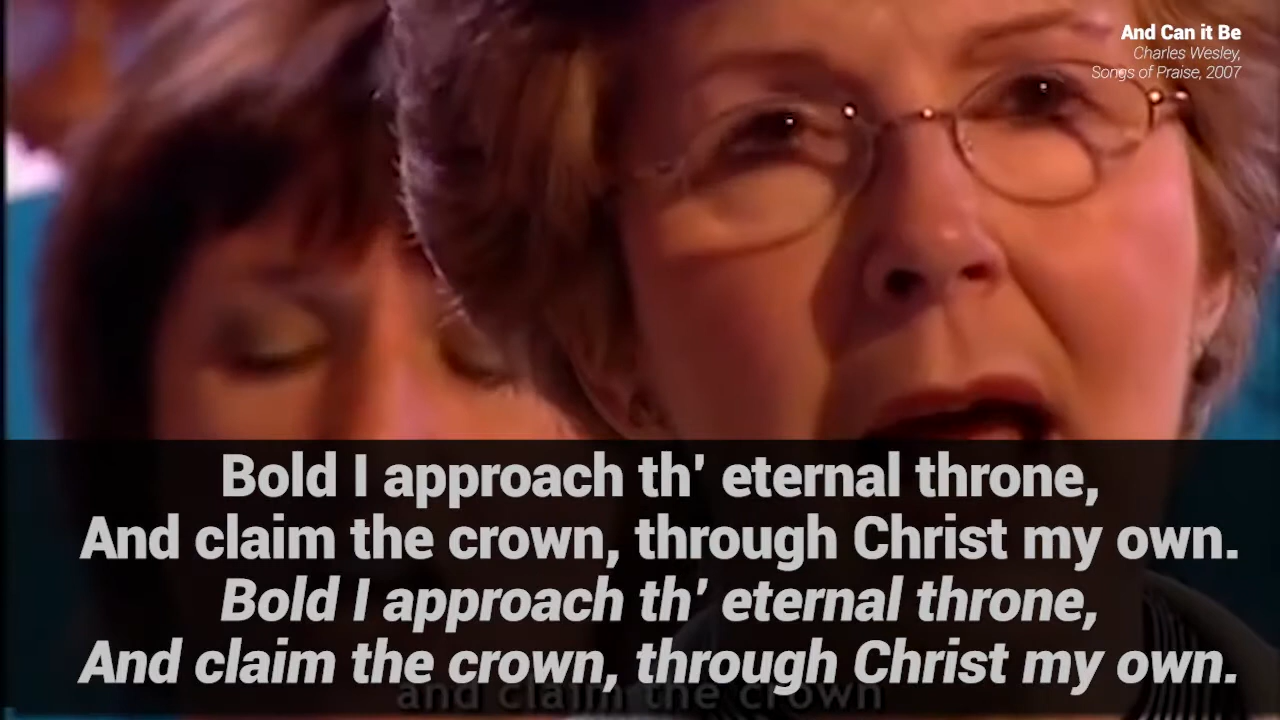 And Can it Be
Charles Wesley,
Songs of Praise, 2007
Bold I approach th' eternal throne,
And claim the crown, through Christ my own.
Bold I approach th' eternal throne,
And claim the crown, through Christ my own.
and claim the crown